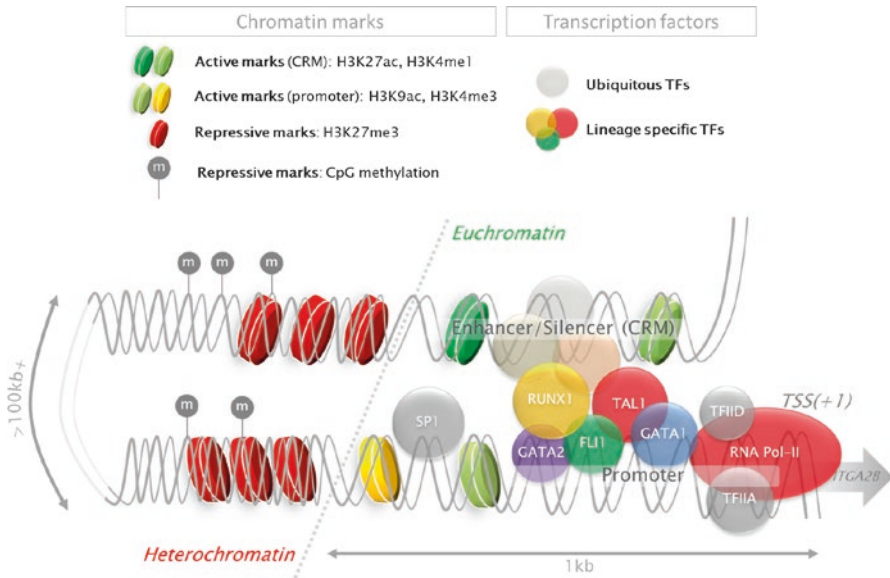 Chromatin marks
Transcription factors
Active marks (CRM): H3K27ac, H3K4me1
Active marks (promoter): H3K9ac, H3K4me3
Repressive marks: H3K27me3
m
Repressive marks: CpG methylation
Ubiquitous TFs
Lineage specific TFs
Euchromatin
m
m
m
Enhancer/Silencer (CRM)
>100kb+
m
m
SP1
RUNX1
TAL1
TFIID
TSS(+1)
GATA2
FLI1
GATA1
RNA Pol-II
Promoter
ITGA2B
TFIIA
Heterochromatin
1kb